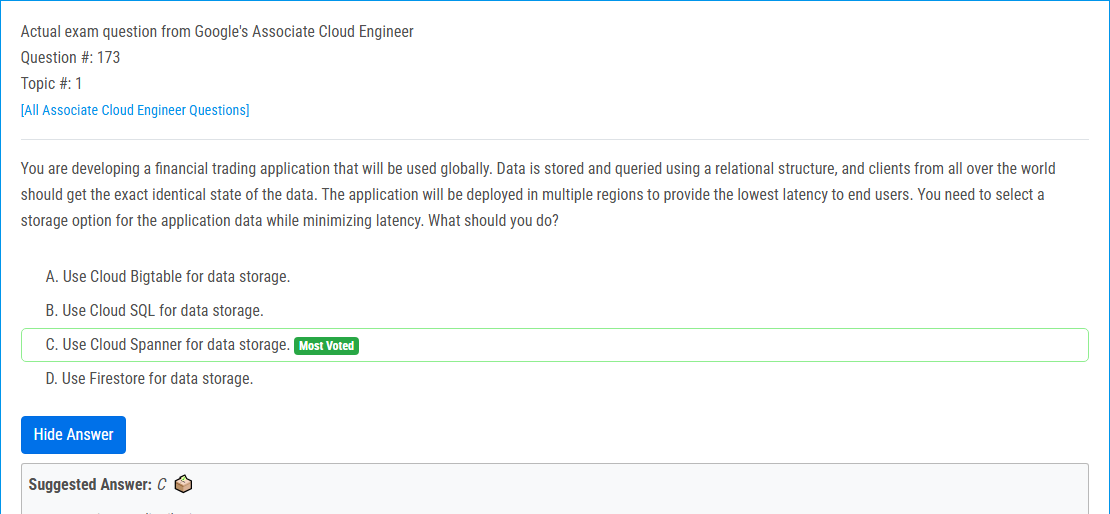 Actual exam question from Google's Associate Cloud Engineer
Question #: 173
Topic #: 1
[All Associate Cloud Engineer Questions]
You are developing a financial trading application that will be used globally. Data is stored and queried using a relational structure, and clients from all over the world
should get the exact identical state of the data. The application will be deployed in multiple regions to provide the lowest latency to end users. You need to select a
storage option for the application data while minimizing latency. What should you do?
A. Use Cloud Bigtable for data storage.
B. Use Cloud SQL for data storage.
C. Use Cloud Spanner for data storage. Most Voted
D. Use Firestore for data storage.
Hide Answer
Suggested Answer: C